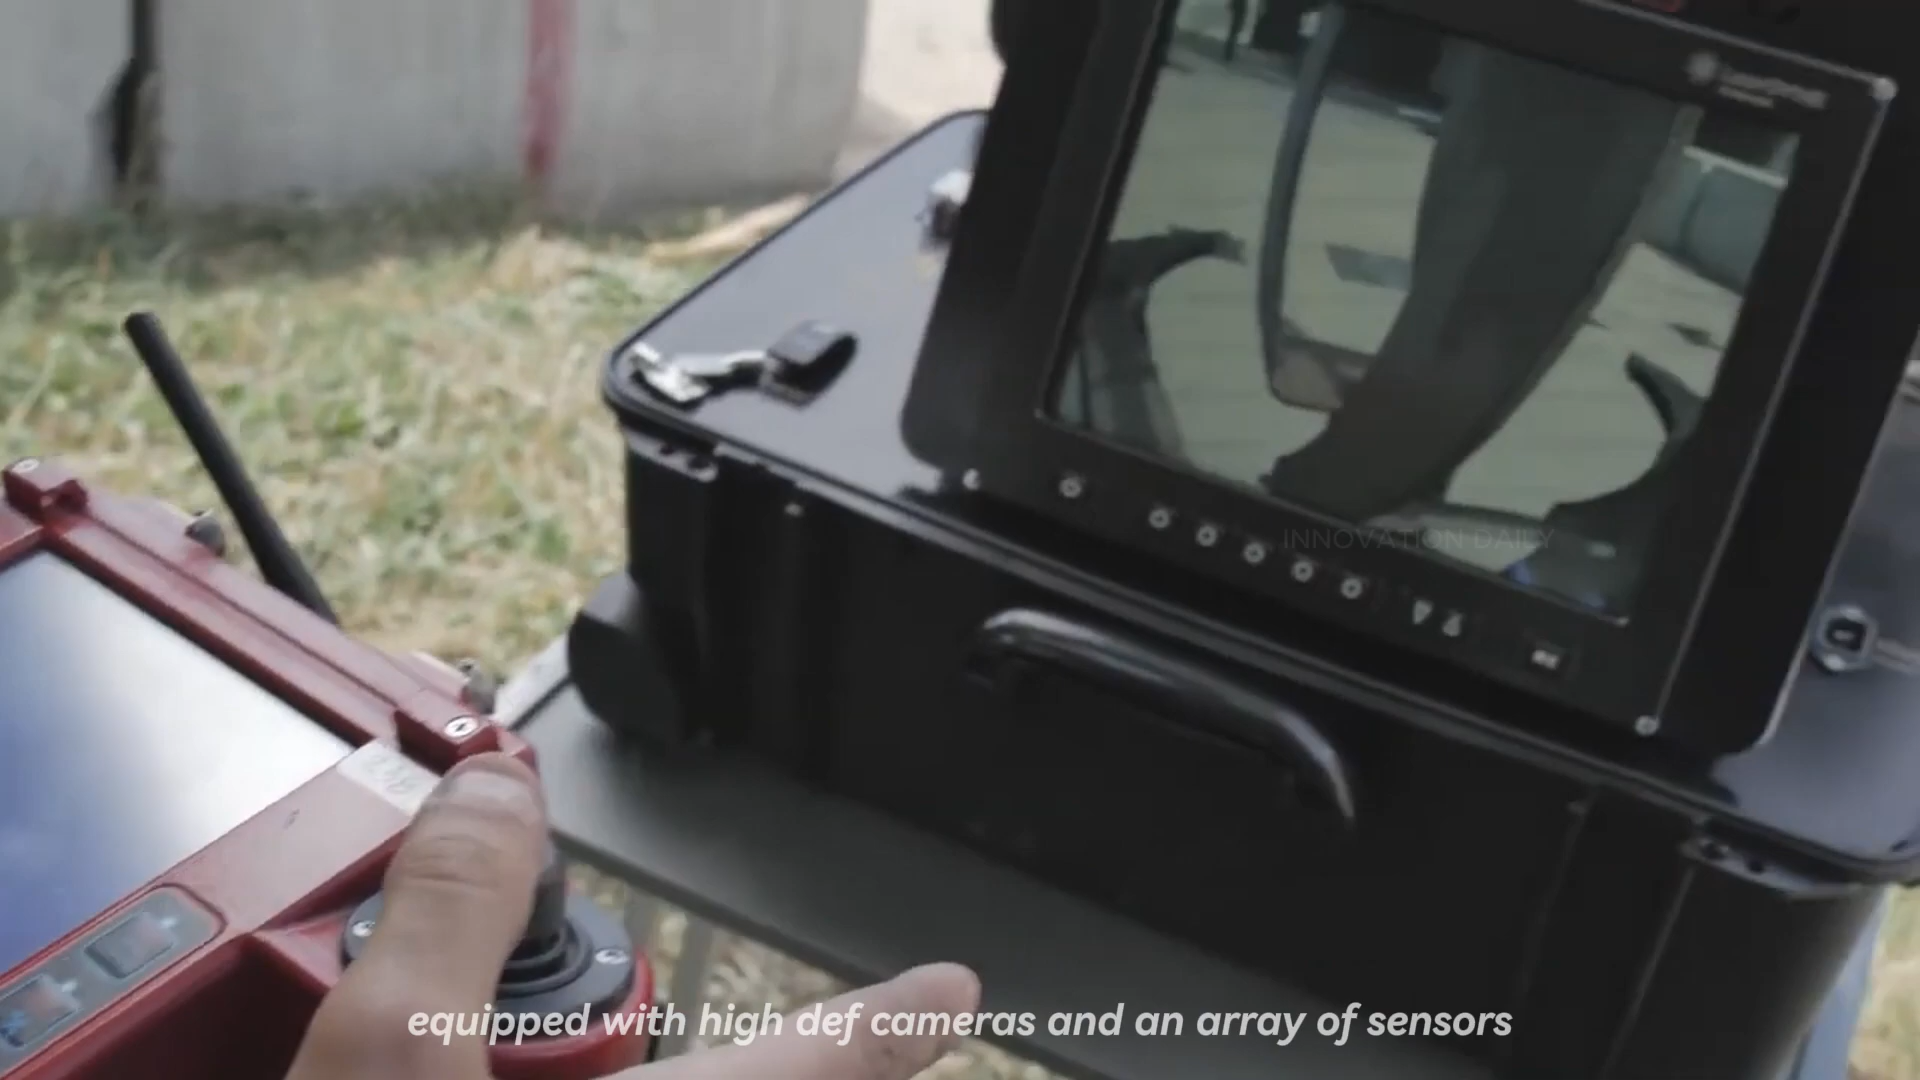 INNOVATION DAILY
equipped with high def cameras and an array of sensors